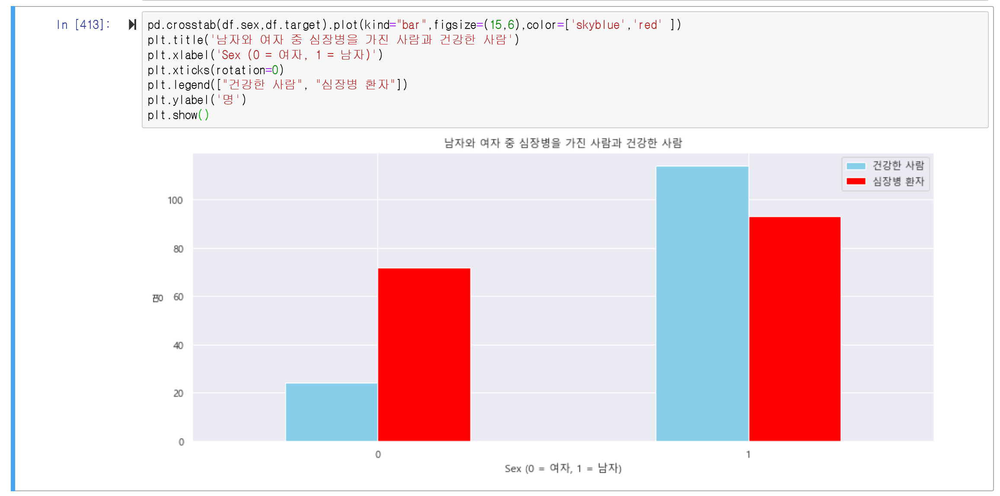 In [413]:
pd.crosstab(df.sex,df.target).plot(kind="bar",figsize=(15,6),color=['skyblue','red' ])
plt.title('남자와 여자 중 심장병을 가진 사람과 건강한 사람')
plt.xlabel('Sex (0 = 여자, 1 = 남자)')
plt.xticks(rotation=0)
plt.legend(["건강한 사람", "심장병 환자"])
plt.ylabel('명')
plt.show()
남자와 여자 중 심장병을 가진 사람과 건강한 사람
건강한 사람
심장병 환자
100
80
60
40
20
0
명
0 1
Sex (0 = 여자, 1 = 남자)